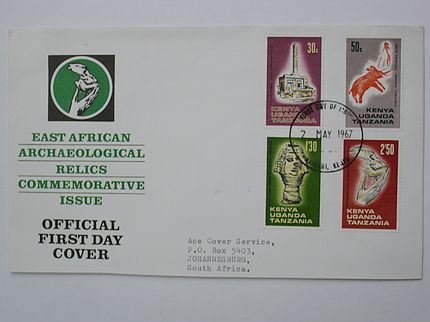 EAST AFRICAN
ARCHAEOLOGICAL
RELICS
COMMEMORATIVE
ISSUE
OFFICIAL
FIRST DAY
COVER
Ace Cover Service,
P.O. Box 5403,
JOHANNESBURG,
South Africa.
30c
KENYA
UGANDA
TANZANIA
50c
KENYA
UGANDA
TANZANIA
DAY OF
2 MAY 1967
1'30
KENYA
UGANDA
TANZANIA
2'50
KENYA
UGANDA
TANZANIA